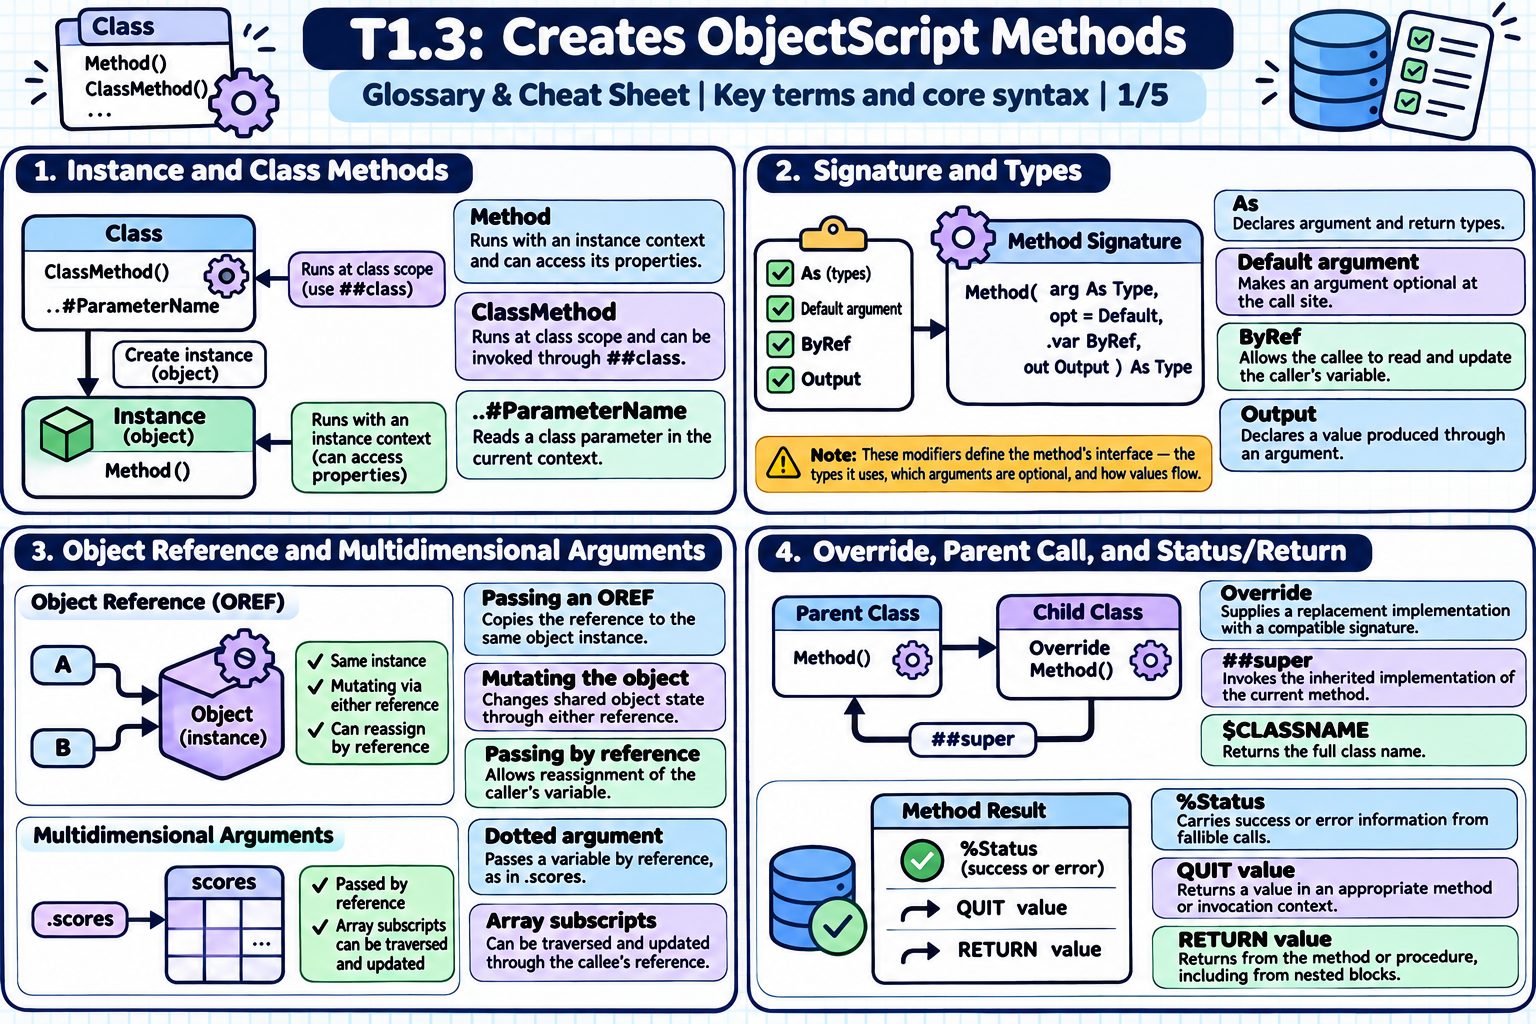 Class
Method()
ClassMethod()
...
T1.3: Creates ObjectScript Methods
Glossary & Cheat Sheet | Key terms and core syntax | 1/5
1. Instance and Class Methods
Class
ClassMethod()
..#ParameterName
Runs at class scope
(use ##class)
Create instance
(object)
Instance
(object)
Method()
Runs with an
instance context
(can access
properties)
Method
Runs with an instance context
and can access its properties.
ClassMethod
Runs at class scope and can be
invoked through ##class.
..#ParameterName
Reads a class parameter in the
current context.
2. Signature and Types
As (types)
Default argument
ByRef
Output
Method Signature
Method( arg As Type,
opt = Default,
.var ByRef,
out Output ) As Type
Note: These modifiers define the method's interface — the
types it uses, which arguments are optional, and how values flow.
As
Declares argument and return types.
Default argument
Makes an argument optional at
the call site.
ByRef
Allows the callee to read and update
the caller's variable.
Output
Declares a value produced through
an argument.
3. Object Reference and Multidimensional Arguments
Object Reference (OREF)
A
B
Object
(instance)
✓ Same instance
✓ Mutating via
either reference
✓ Can reassign
by reference
Passing an OREF
Copies the reference to the
same object instance.
Mutating the object
Changes shared object state
through either reference.
Passing by reference
Allows reassignment of the
caller's variable.
Multidimensional Arguments
.scores
scores
...
✓ Passed by
reference
✓ Array subscripts
can be traversed
and updated
Dotted argument
Passes a variable by reference,
as in .scores.
Array subscripts
Can be traversed and updated
through the callee's reference.
4. Override, Parent Call, and Status/Return
Parent Class
Method()
Child Class
Override
Method()
##super
Override
Supplies a replacement implementation
with a compatible signature.
##super
Invokes the inherited implementation of
the current method.
$CLASSNAME
Returns the full class name.
Method Result
%Status
(success or error)
QUIT value
RETURN value
%Status
Carries success or error information from
fallible calls.
QUIT value
Returns a value in an appropriate method
or invocation context.
RETURN value
Returns from the method or procedure,
including from nested blocks.